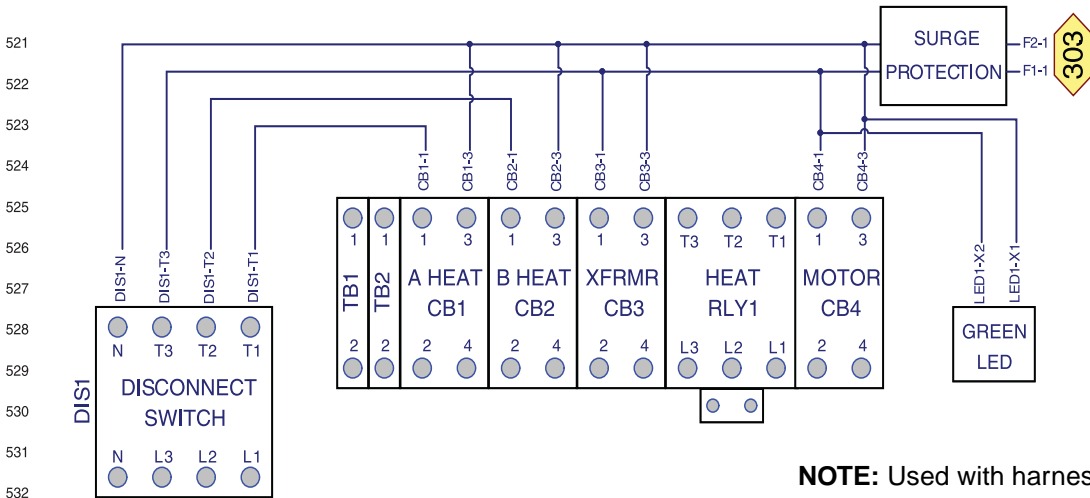 521
522
523
524
525
526
527
528
529
530
531
532
SURGE
PROTECTION
F2-1
F1-1
303
CB1-1
CB1-3
CB2-1
CB2-3
CB3-1
CB3-3
CB4-1
CB4-3
DIS1-N
DIS1-T3
DIS1-T2
DIS1-T1
LED1-X2
LED1-X1
1
TB1
2
1
TB2
2
1 3
A HEAT
CB1
2 4
1 3
B HEAT
CB2
2 4
1 3
XFRMR
CB3
2 4
T3 T2 T1
HEAT
RLY1
L3 L2 L1
1 3
MOTOR
CB4
2 4
GREEN
LED
DIS1
N T3 T2 T1
DISCONNECT
SWITCH
N L3 L2 L1
NOTE: Used with harnes